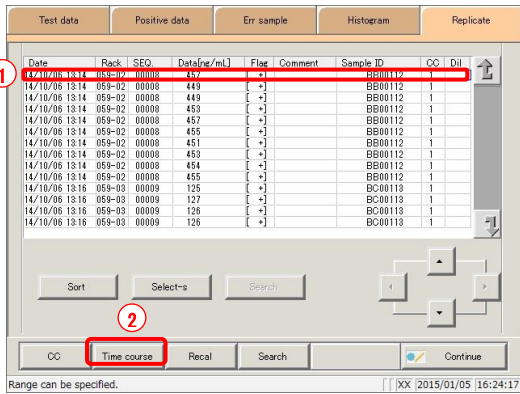 Test data Positive data Err sample Histogram Replicate
Date Rack SEQ. Data[ng/mL] Flag Comment Sample ID CC Dil
1
14/10/06 13:14 059-02 00008 457 [ +] BB00112 1
14/10/06 13:14 059-02 00008 449 [ +] BB00112 1
14/10/06 13:14 059-02 00008 449 [ +] BB00112 1
14/10/06 13:14 059-02 00008 453 [ +] BB00112 1
14/10/06 13:14 059-02 00008 457 [ +] BB00112 1
14/10/06 13:14 059-02 00008 455 [ +] BB00112 1
14/10/06 13:14 059-02 00008 451 [ +] BB00112 1
14/10/06 13:14 059-02 00008 453 [ +] BB00112 1
14/10/06 13:14 059-02 00008 454 [ +] BB00112 1
14/10/06 13:14 059-02 00008 455 [ +] BB00112 1
14/10/06 13:16 059-03 00009 125 [ +] BC00113 1
14/10/06 13:16 059-03 00009 127 [ +] BC00113 1
14/10/06 13:16 059-03 00009 126 [ +] BC00113 1
14/10/06 13:16 059-03 00009 126 [ +] BC00113 1
Sort Select-s Search
2
CC Time course Recal Search Continue
Range can be specified. XX 2015/01/05 16:24:17